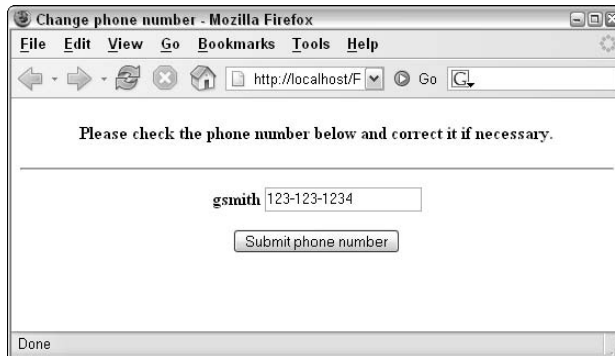 Change phone number - Mozilla Firefox
File Edit View Go Bookmarks Tools Help
http://localhost/F Go G
Please check the phone number below and correct it if necessary.
gsmith 123-123-1234
Submit phone number
Done